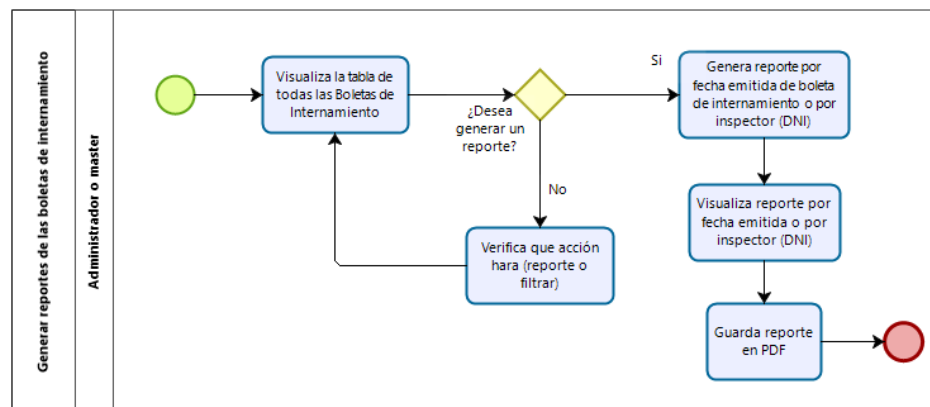 Generar reportes de las boletas de internamiento
Administrador o master
Visualiza la tabla de
todas las Boletas de
Internamiento
¿Desea
generar un
reporte?
Si
Genera reporte por
fecha emitida de boleta
de internamiento o por
inspector (DNI)
No
Verifica que acción
hara (reporte o
filtrar)
Visualiza reporte por
fecha emitida o por
inspector (DNI)
Guarda reporte
en PDF